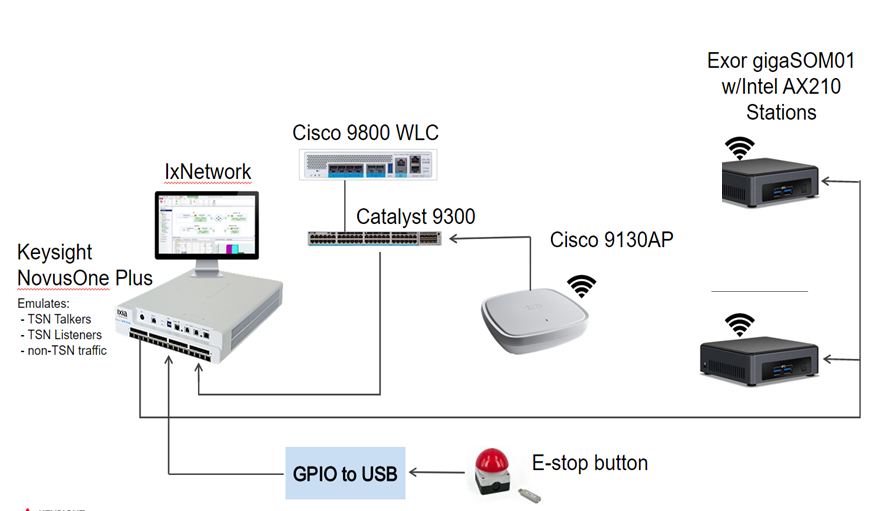 Exor gigaSOM01
w/Intel AX210
Stations
Cisco 9800 WLC
IxNetwork
Catalyst 9300
Cisco 9130AP
Keysight
NovusOne Plus
Emulates:
- TSN Talkers
- TSN Listeners
- non-TSN traffic
ixia
GPIO to USB
E-stop button